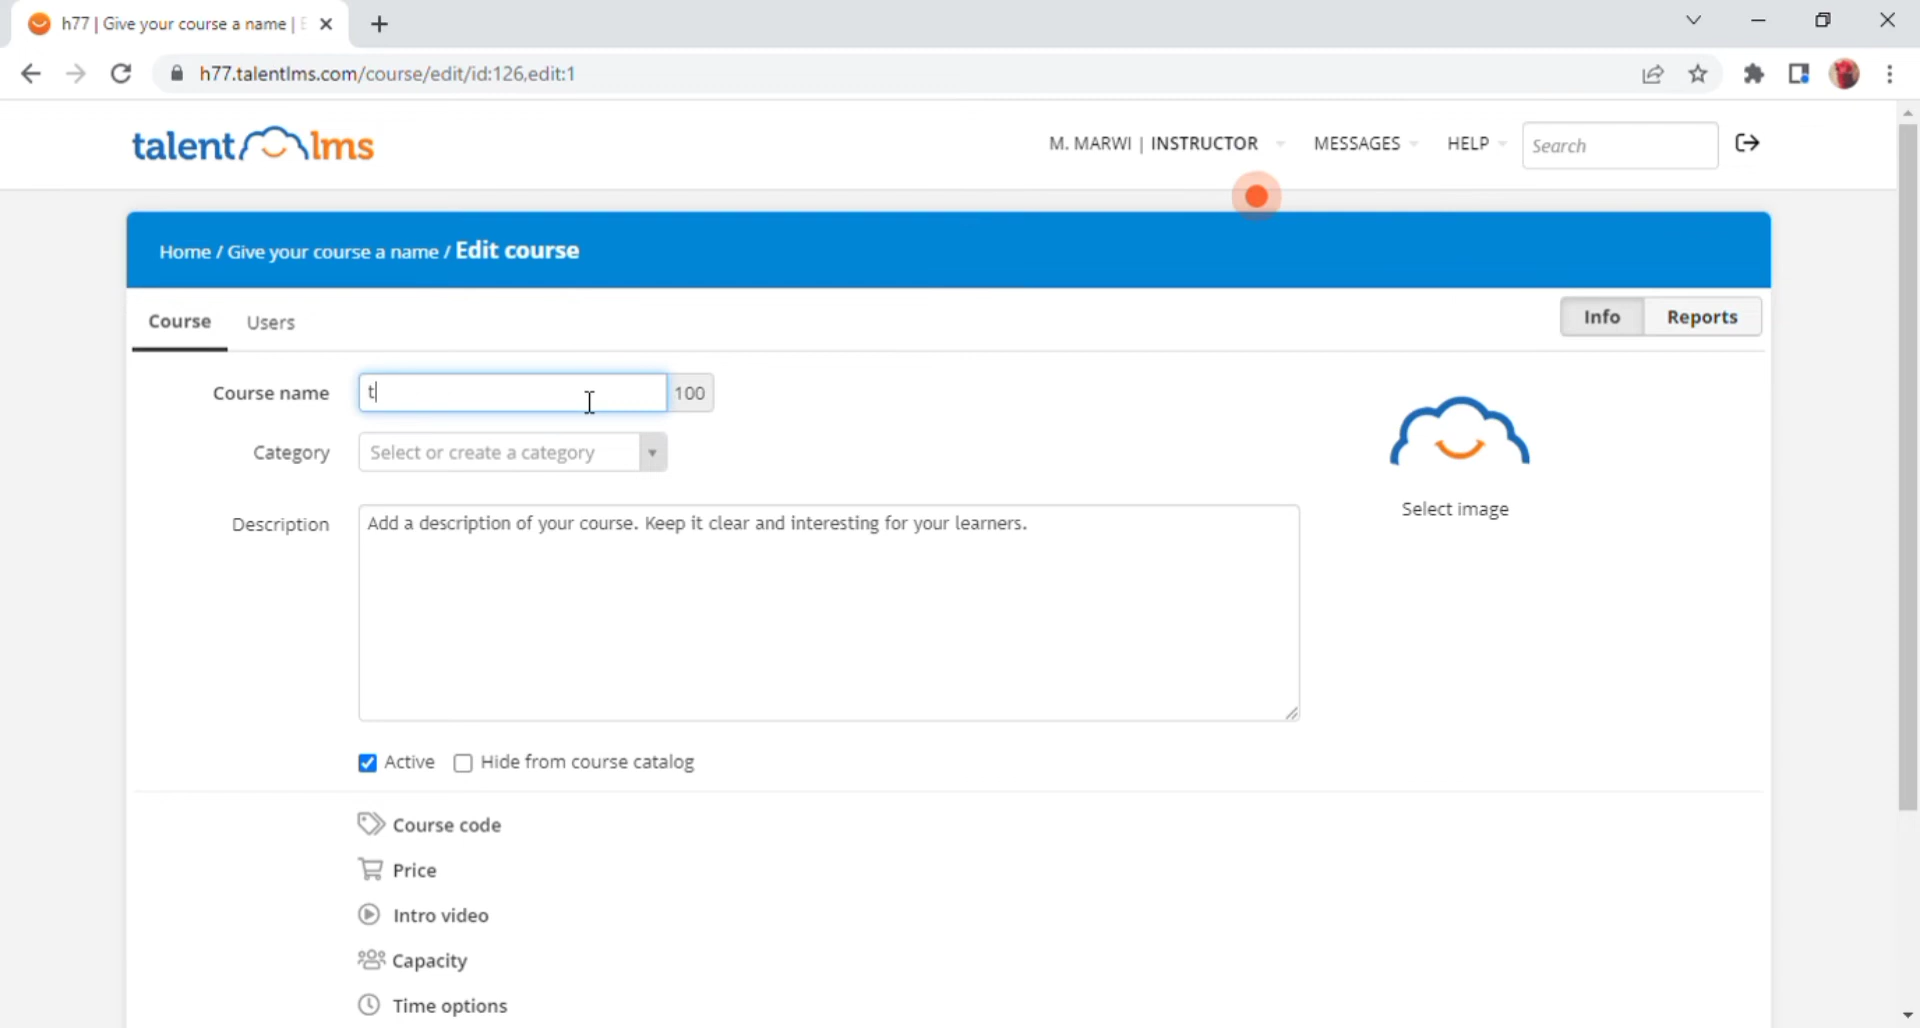 h77 | Give your course a name |
h77.talentlms.com/course/edit/id:126,edit:1
talentlms
M. MARWI | INSTRUCTOR MESSAGES HELP Search
Home / Give your course a name / Edit course
Course Users Info Reports
Course name t 100
Category Select or create a category
Description Add a description of your course. Keep it clear and interesting for your learners.
Select image
Active Hide from course catalog
Course code
Price
Intro video
Capacity
Time options